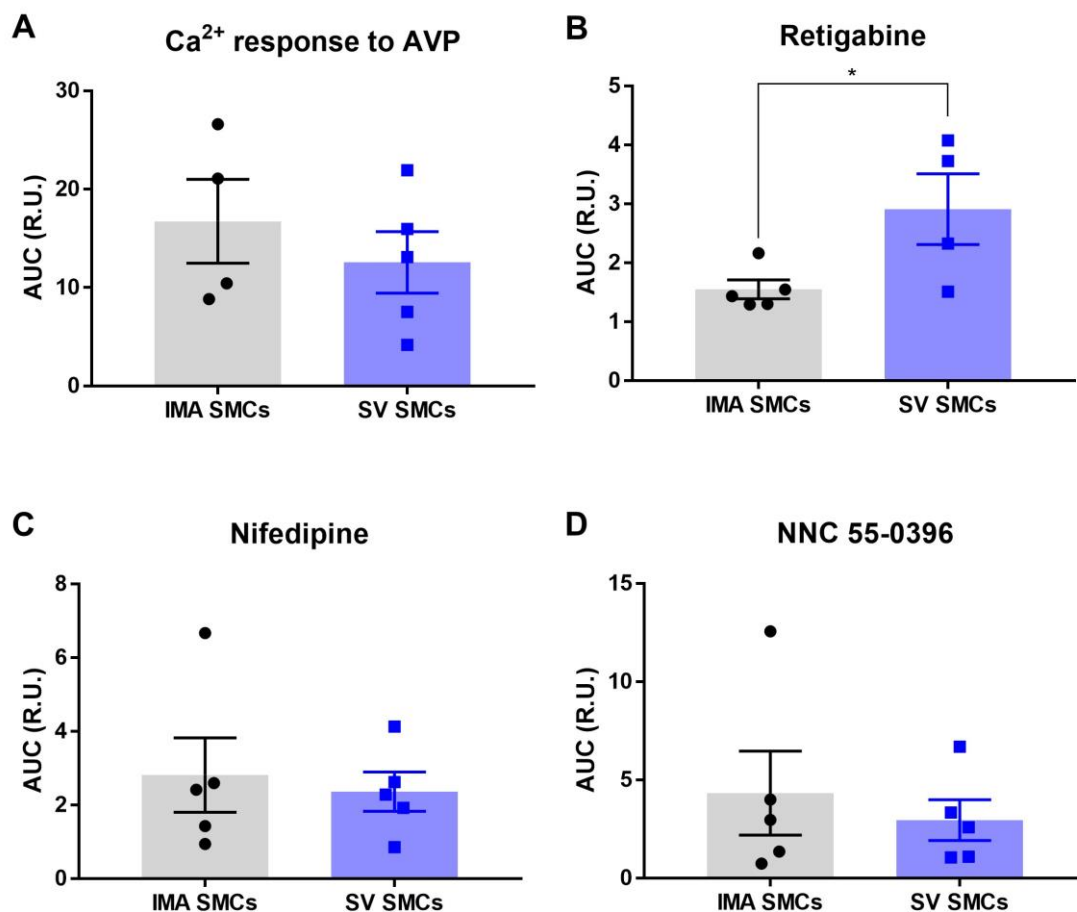 A
Ca²⁺ response to AVP
AUC (R.U.)
30
20
10
0
IMA SMCs
SV SMCs
B
Retigabine
*
AUC (R.U.)
5
4
3
2
1
0
IMA SMCs
SV SMCs
C
Nifedipine
AUC (R.U.)
8
6
4
2
0
IMA SMCs
SV SMCs
D
NNC 55-0396
AUC (R.U.)
15
10
5
0
IMA SMCs
SV SMCs